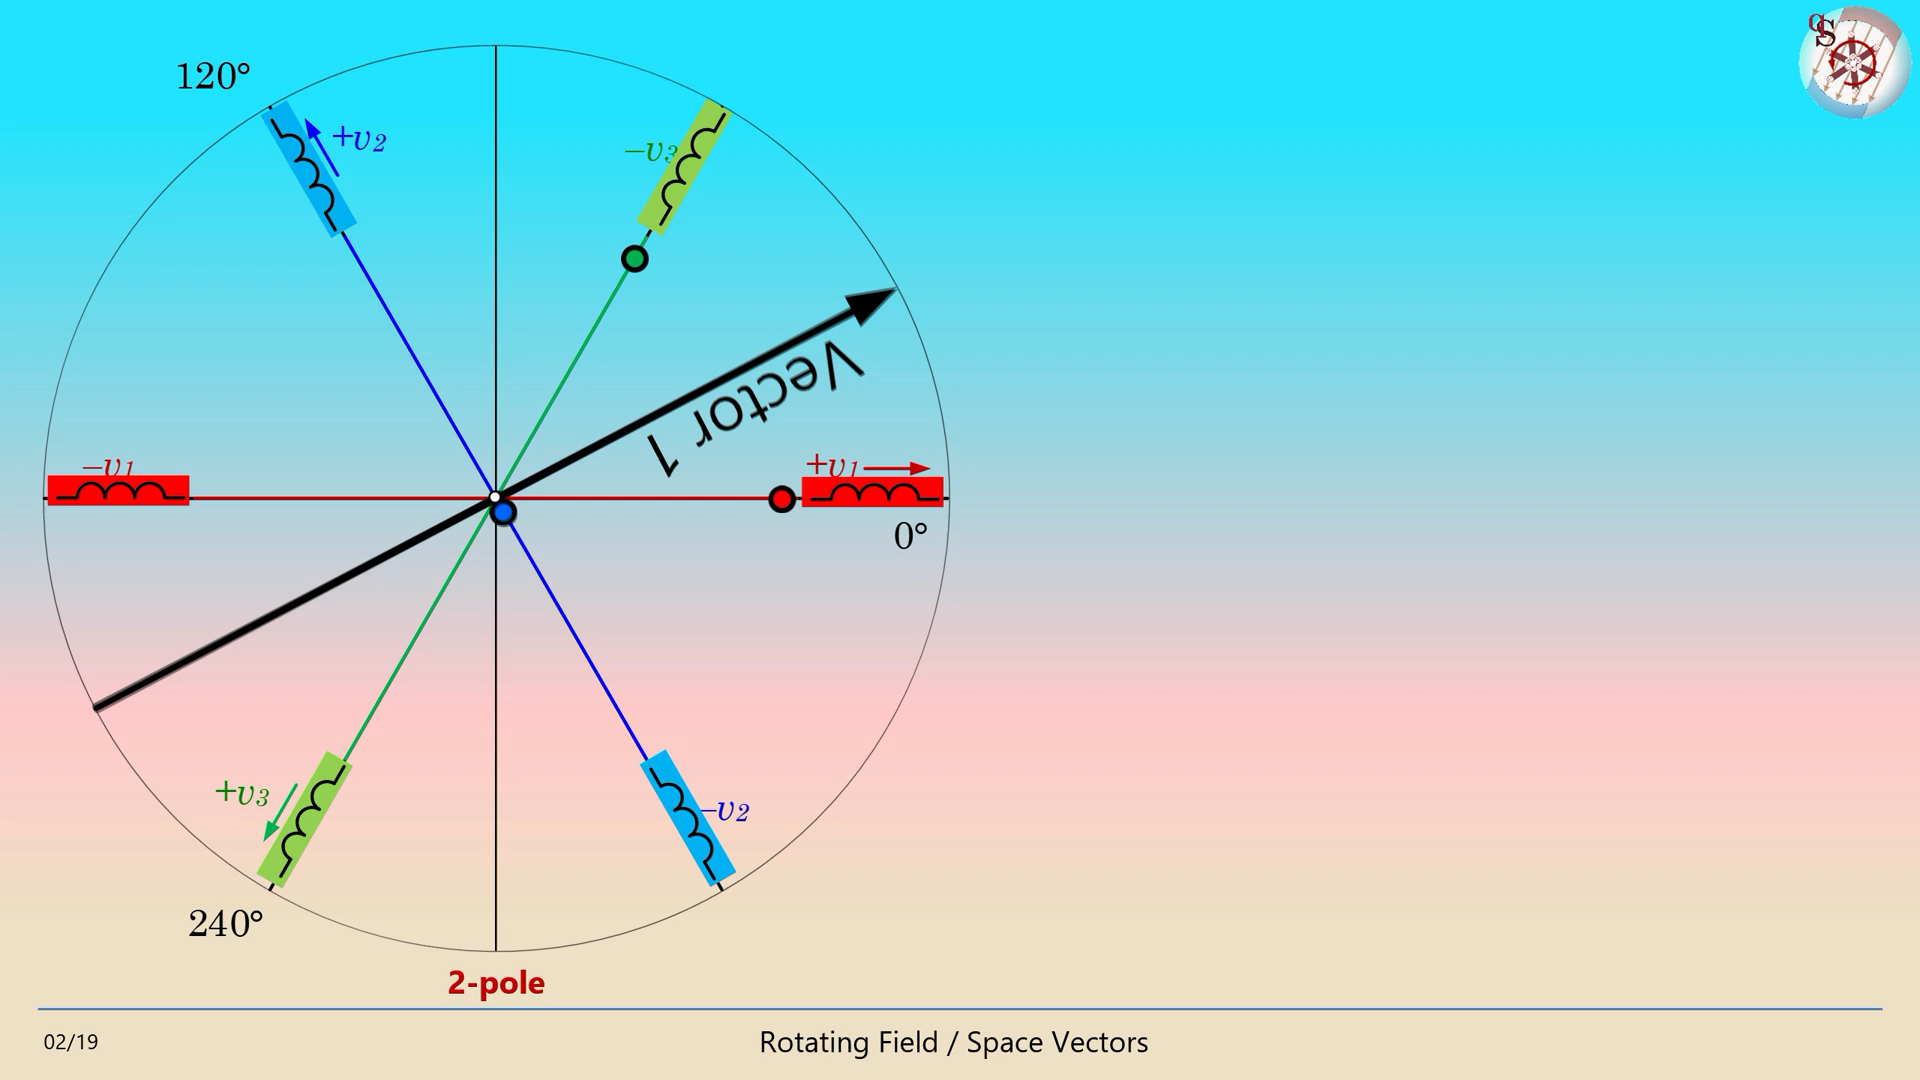 qS
120°
+v2
−v3
Vector 1
−v1
+v1
0°
+v3
−v2
240°
2-pole
02/19
Rotating Field / Space Vectors